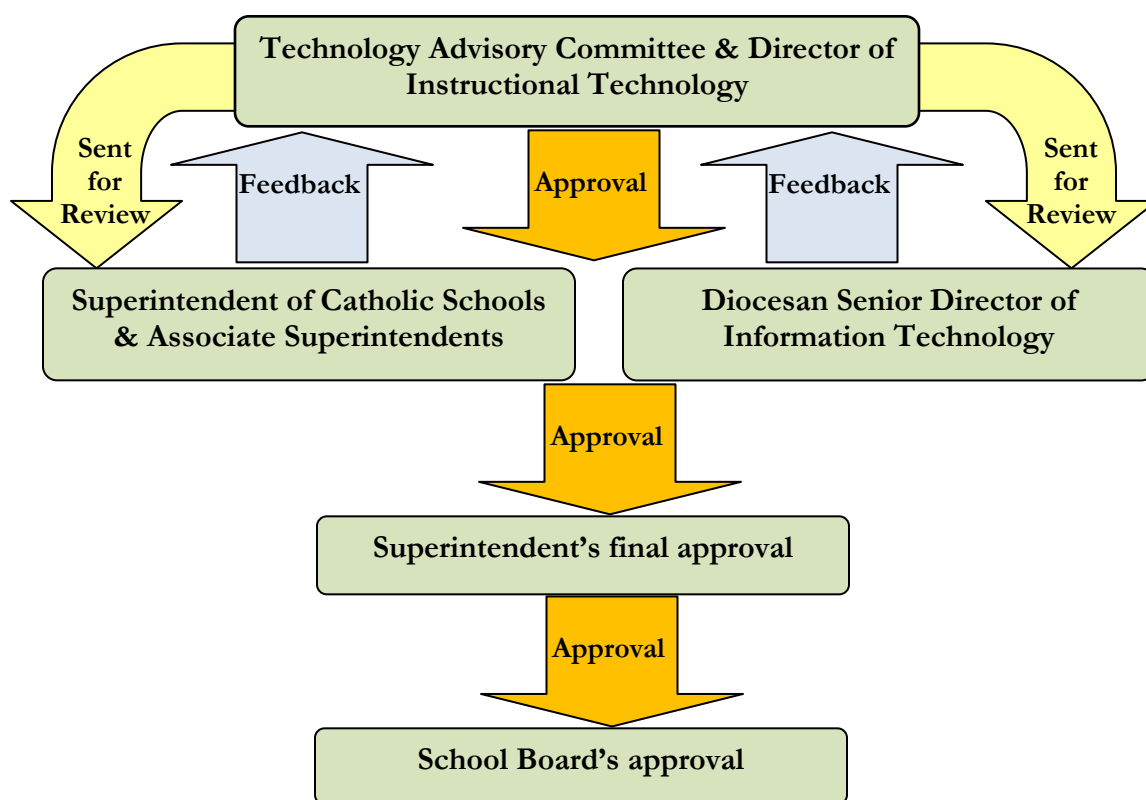 Technology Advisory Committee & Director of
Instructional Technology
Sent
for
Review
Feedback
Approval
Feedback
Sent
for
Review
Superintendent of Catholic Schools
& Associate Superintendents
Diocesan Senior Director of
Information Technology
Approval
Superintendent’s final approval
Approval
School Board’s approval